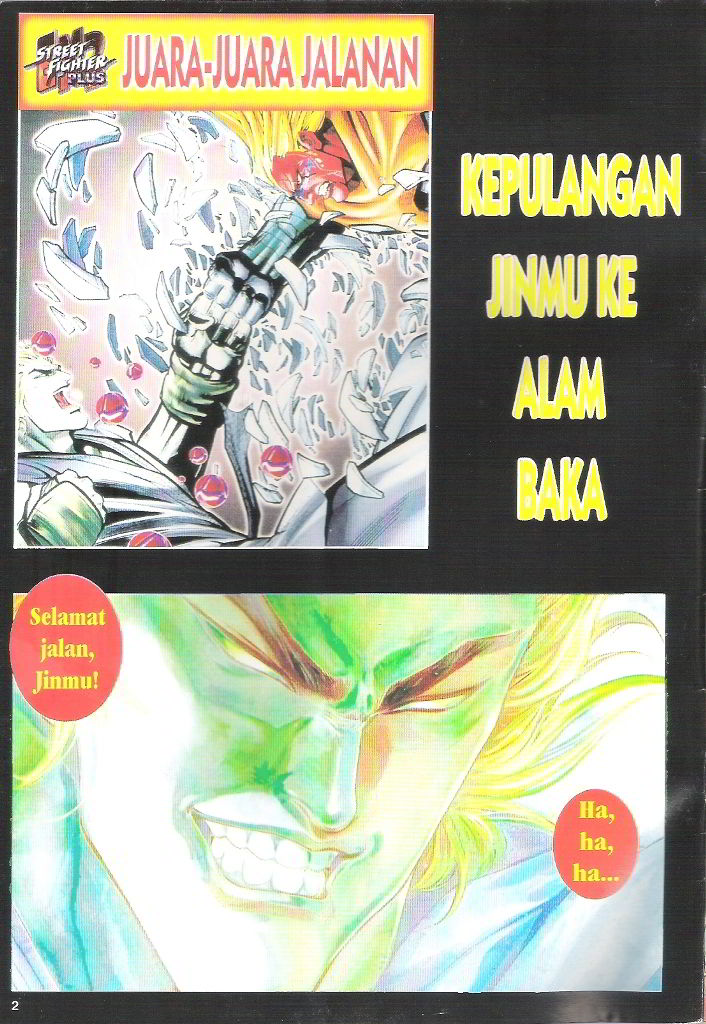 STREET
FIGHTER
PLUS
JUARA-JUARA JALANAN
KEPULANGAN
JINMU KE
ALAM
BAKA
Selamat
jalan,
Jinmu!
Ha,
ha,
ha...
2